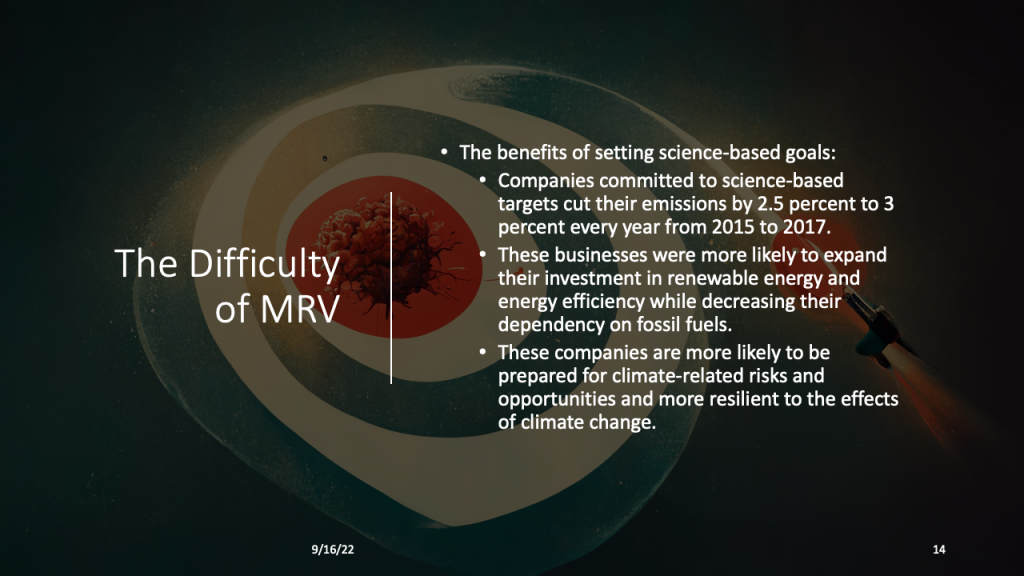 The Difficulty
of MRV
• The benefits of setting science-based goals:
• Companies committed to science-based
targets cut their emissions by 2.5 percent to 3
percent every year from 2015 to 2017.
• These businesses were more likely to expand
their investment in renewable energy and
energy efficiency while decreasing their
dependency on fossil fuels.
• These companies are more likely to be
prepared for climate-related risks and
opportunities and more resilient to the effects
of climate change.
9/16/22
14